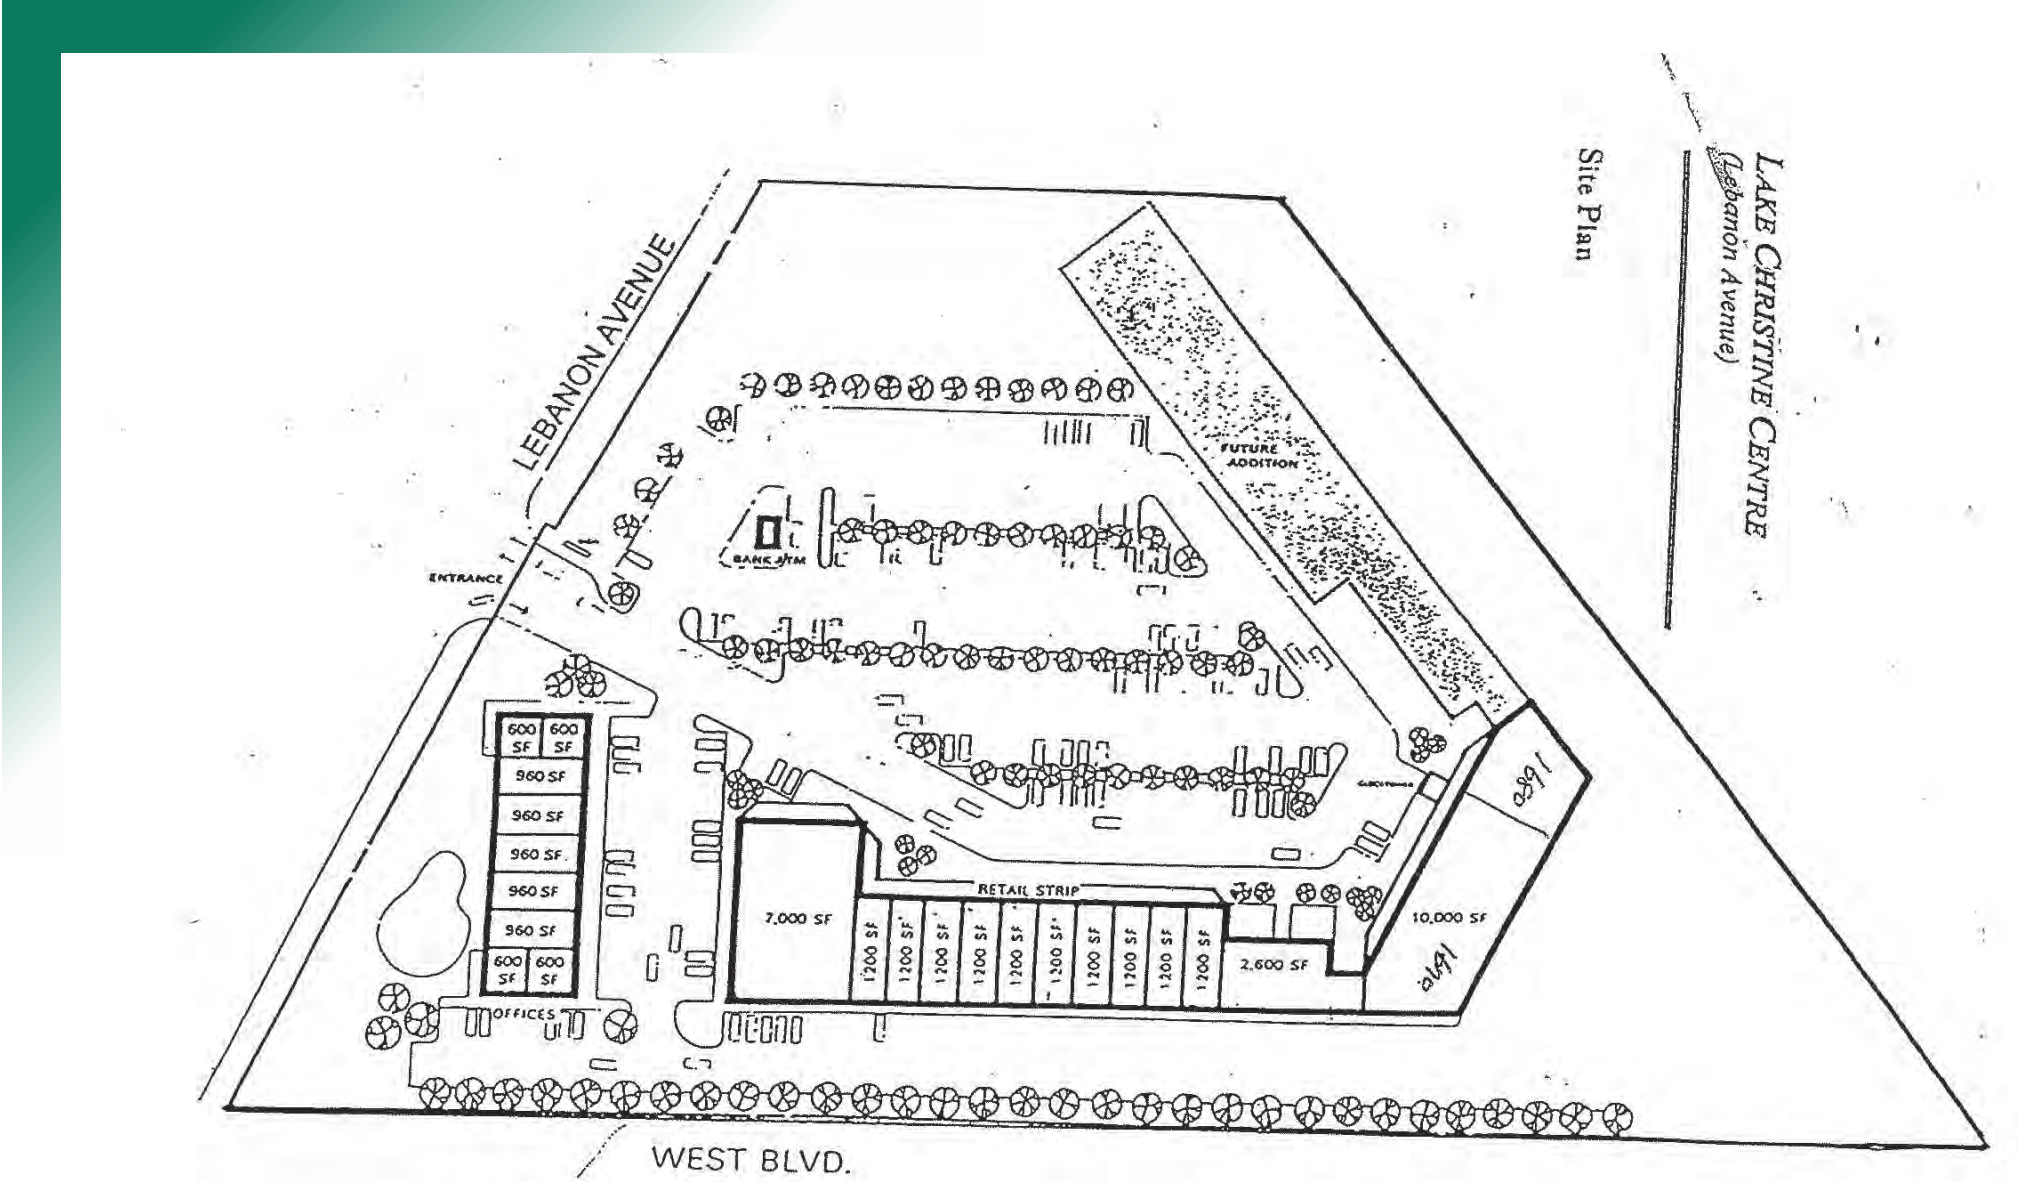 LAKE CHRISTINE CENTRE
(Lebanon Avenue)
Site Plan
LEBANON AVENUE
FUTURE
ADDITION
BANK ATM
ENTRANCE
600
SF
600
SF
960 SF
960 SF
960 SF.
960 SF
960 SF
600
SF
600
SF
OFFICES
7,000 SF
RETAIL STRIP
1200 SF
1200 SF
1200 SF
1200 SF
1200 SF
1200 SF
1200 SF
1200 SF
1200 SF
1200 SF
2,600 SF
10,000 SF
WEST BLVD.